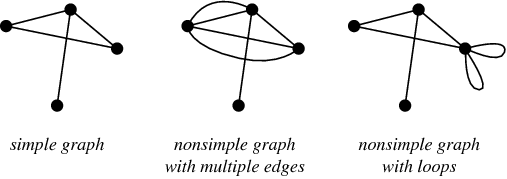 simple graph
nonsimple graph
with multiple edges
nonsimple graph
with loops